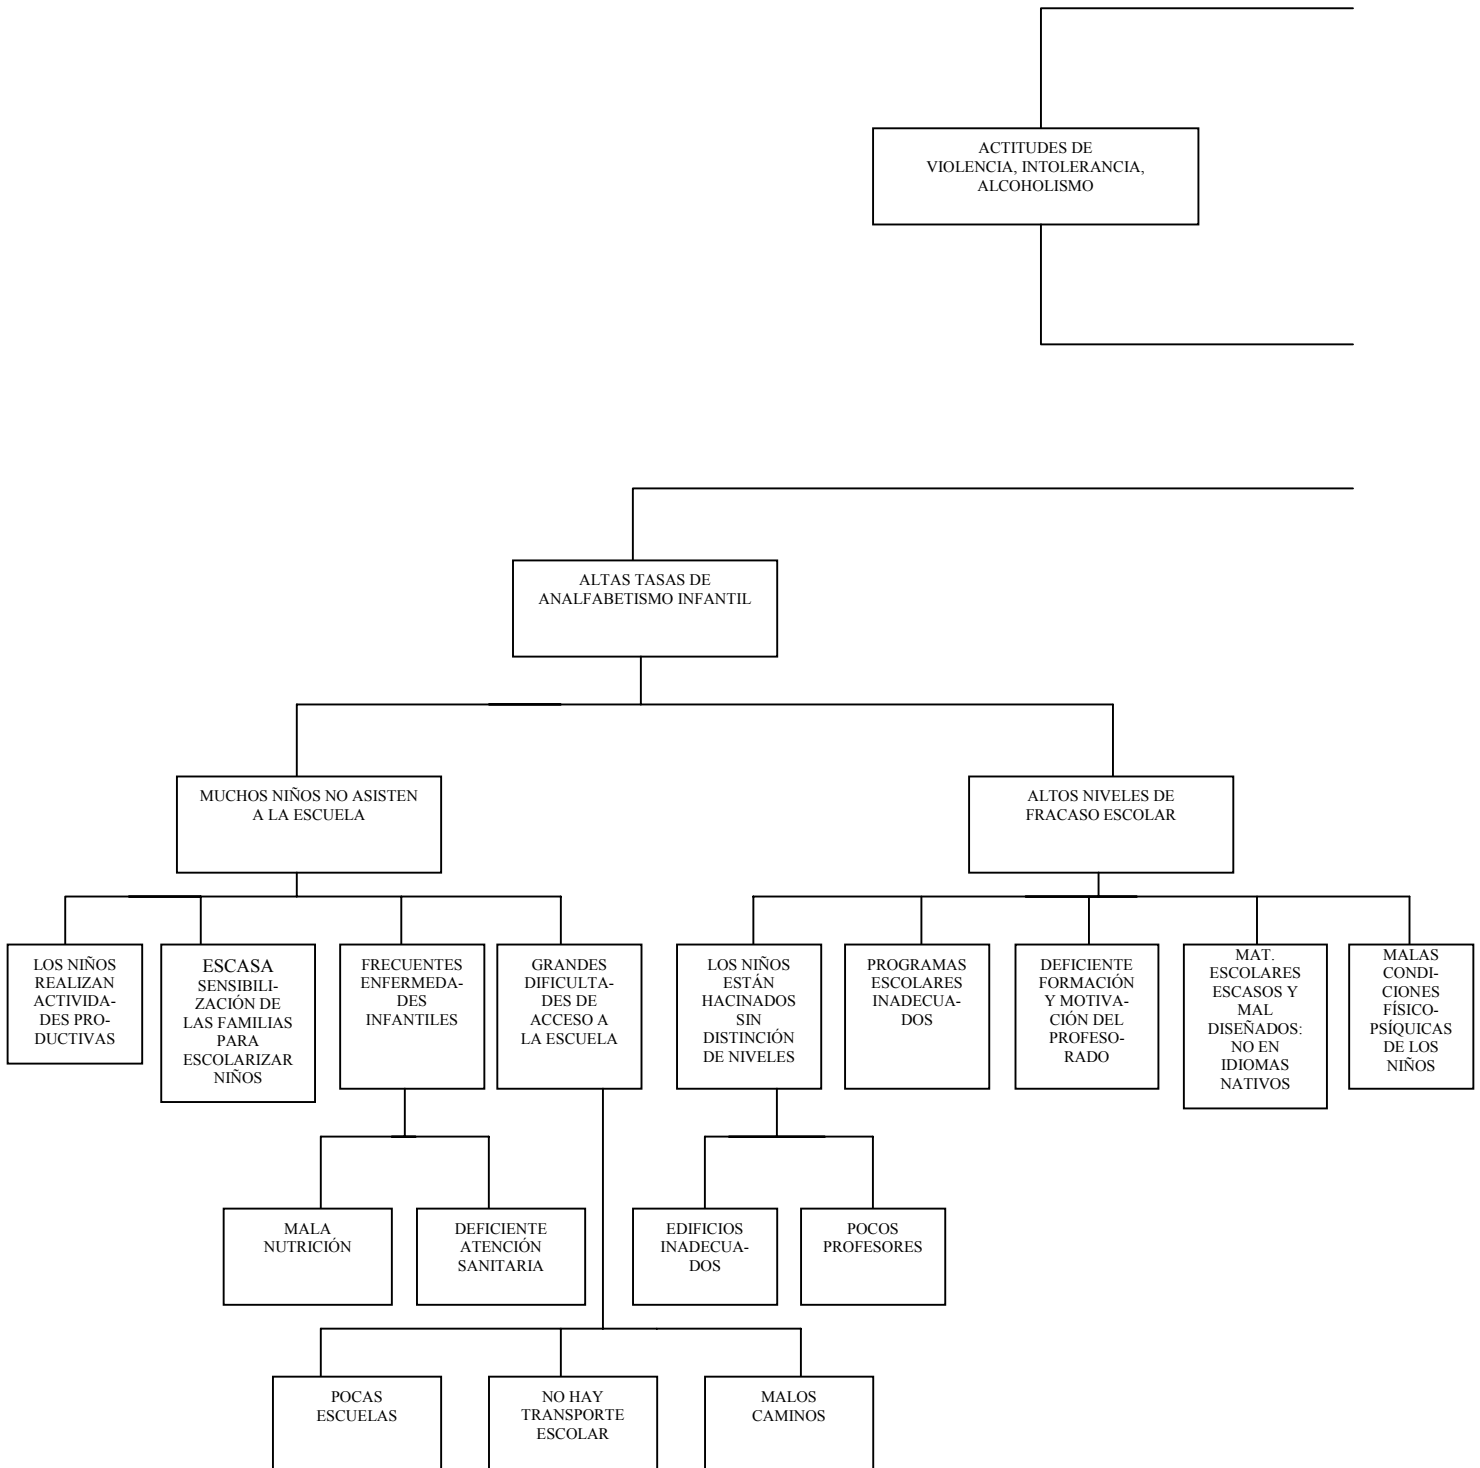 ACTITUDES DE
VIOLENCIA, INTOLERANCIA,
ALCOHOLISMO
ALTAS TASAS DE
ANALFABETISMO INFANTIL
MUCHOS NIÑOS NO ASISTEN
A LA ESCUELA
ALTOS NIVELES DE
FRACASO ESCOLAR
LOS NIÑOS
REALIZAN
ACTIVIDA-
DES PRO-
DUCTIVAS
ESCASA
SENSIBILI-
ZACIÓN DE
LAS FAMILIAS
PARA
ESCOLARIZAR
NIÑOS
FRECUENTES
ENFERMEDA-
DES
INFANTILES
GRANDES
DIFICULTA-
DES DE
ACCESO A
LA ESCUELA
LOS NIÑOS
ESTÁN
HACINADOS
SIN
DISTINCIÓN
DE NIVELES
PROGRAMAS
ESCOLARES
INADECUA-
DOS
DEFICIENTE
FORMACIÓN
Y MOTIVA-
CIÓN DEL
PROFESO-
RADO
MAT.
ESCOLARES
ESCASOS Y
MAL
DISEÑADOS:
NO EN
IDIOMAS
NATIVOS
MALAS
CONDI-
CIONES
FÍSICO-
PSÍQUICAS
DE LOS
NIÑOS
MALA
NUTRICIÓN
DEFICIENTE
ATENCIÓN
SANITARIA
EDIFICIOS
INADECUA-
DOS
POCOS
PROFESORES
POCAS
ESCUELAS
NO HAY
TRANSPORTE
ESCOLAR
MALOS
CAMINOS